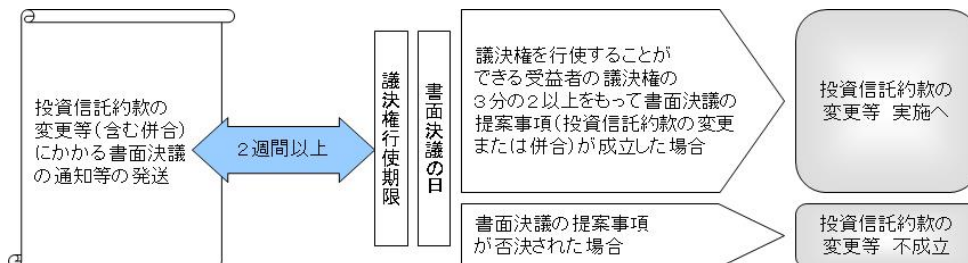 投資信託約款の
変更等(含む併合)
にかかる書面決議
の通知等の発送
2週間以上
議決権行使期限
書面決議の日
議決権を行使することが
できる受益者の議決権の
3分の2以上をもって書面決議の
提案事項(投資信託約款の変更
または併合)が成立した場合
投資信託約款の
変更等 実施へ
書面決議の提案事項
が否決された場合
投資信託約款の
変更等 不成立